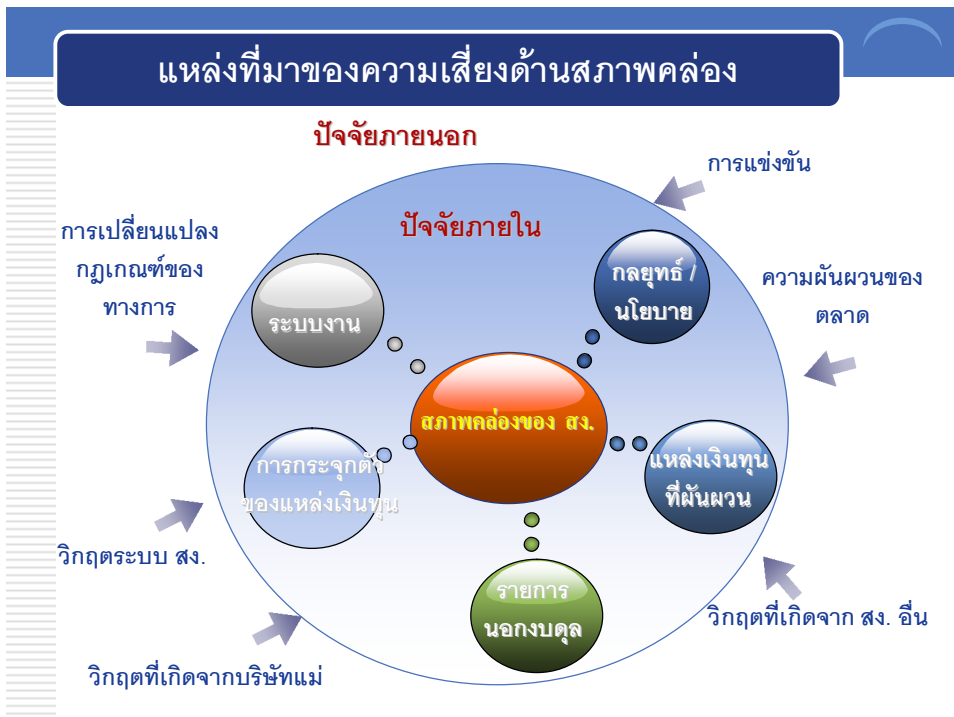 แหล่งที่มาของความเสี่ยงด้านสภาพคล่อง
ปัจจัยภายนอก
การแข่งขัน
การเปลี่ยนแปลง
กฎเกณฑ์ของ
ทางการ
ปัจจัยภายใน
กลยุทธ์ /
นโยบาย
ความผันผวนของ
ตลาด
ระบบงาน
สภาพคล่องของ สง.
การกระจุกตัว
ของแหล่งเงินทุน
แหล่งเงินทุน
ที่ผันผวน
วิกฤตระบบ สง.
รายการ
นอกงบดุล
วิกฤตที่เกิดจาก สง. อื่น
วิกฤตที่เกิดจากบริษัทแม่